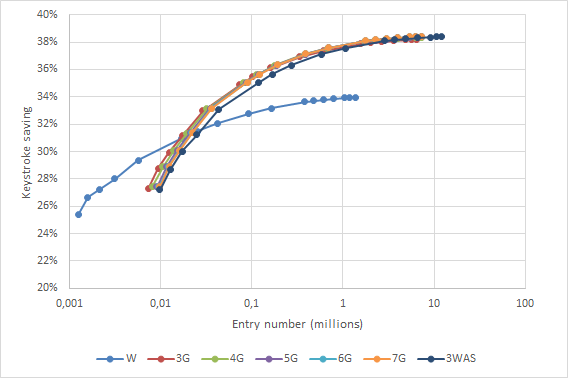 40%
38%
36%
34%
32%
30%
28%
26%
24%
22%
20%
Keystroke saving
0,001 0,01 0,1 1 10 100
Entry number (millions)
W 3G 4G 5G 6G 7G 3WAS